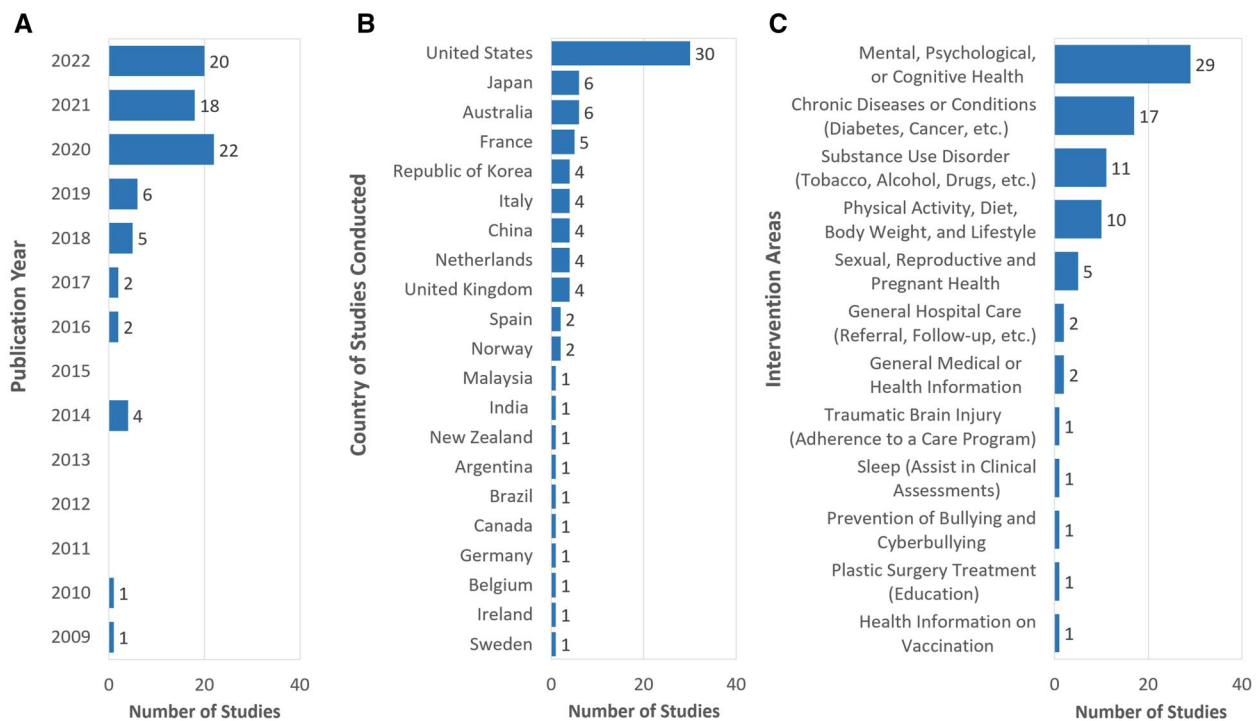 A
Publication Year
2022
20
2021
18
2020
22
2019
6
2018
5
2017
2
2016
2
2015
2014
4
2013
2012
2011
2010
1
2009
1
0 20 40
Number of Studies
B
Country of Studies Conducted
United States
30
Japan
6
Australia
6
France
5
Republic of Korea
4
Italy
4
China
4
Netherlands
4
United Kingdom
4
Spain
2
Norway
2
Malaysia
1
India
1
New Zealand
1
Argentina
1
Brazil
1
Canada
1
Germany
1
Belgium
1
Ireland
1
Sweden
1
0 20 40
Number of Studies
C
Intervention Areas
Mental, Psychological,
or Cognitive Health
29
Chronic Diseases or Conditions
(Diabetes, Cancer, etc.)
17
Substance Use Disorder
(Tobacco, Alcohol, Drugs, etc.)
11
Physical Activity, Diet,
Body Weight, and Lifestyle
10
Sexual, Reproductive and
Pregnant Health
5
General Hospital Care
(Referral, Follow-up, etc.)
2
General Medical or
Health Information
2
Traumatic Brain Injury
(Adherence to a Care Program)
1
Sleep (Assist in Clinical
Assessments)
1
Prevention of Bullying and
Cyberbullying
1
Plastic Surgery Treatment
(Education)
1
Health Information on
Vaccination
1
0 20 40
Number of Studies